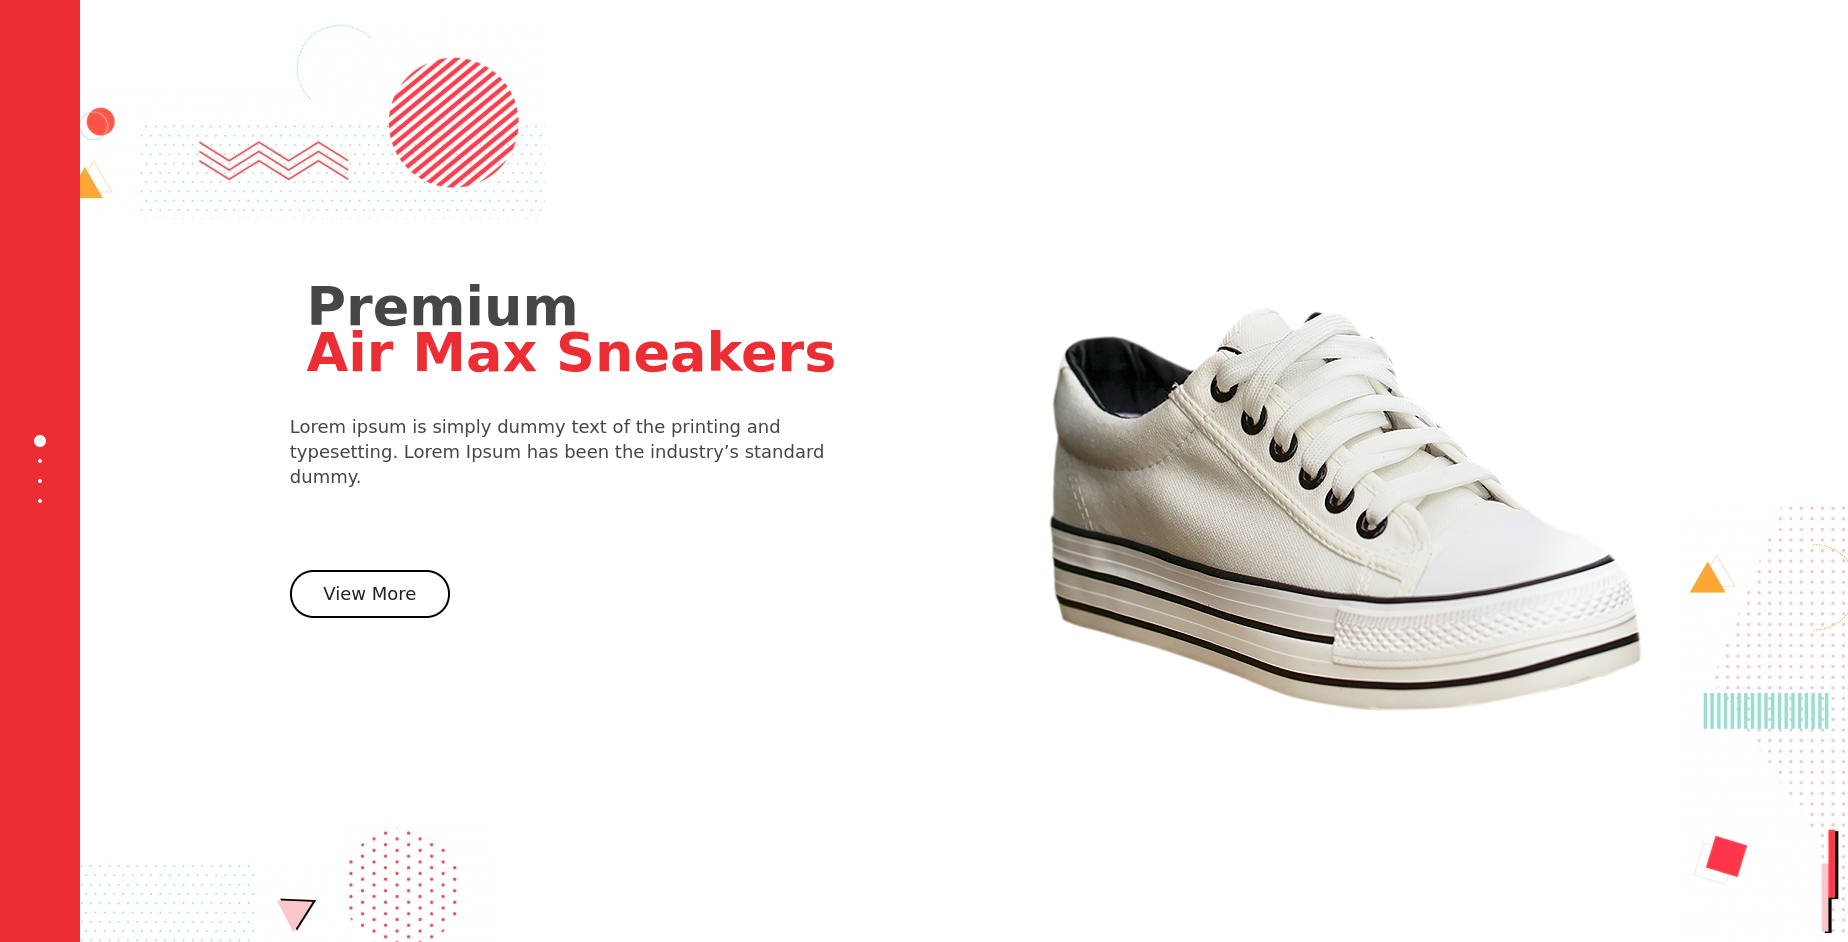 Premium
Air Max Sneakers
Lorem ipsum is simply dummy text of the printing and
typesetting. Lorem Ipsum has been the industry’s standard
dummy.
View More